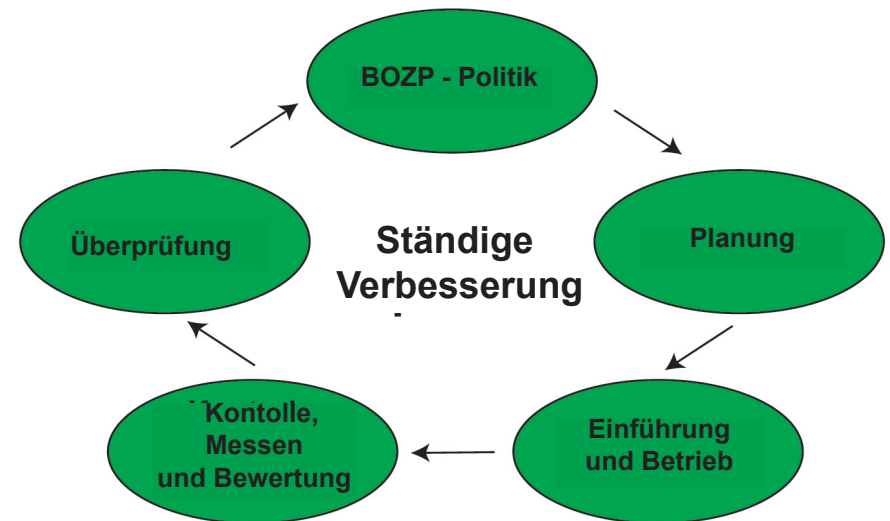 BOZP - Politik
Planung
Einführung
und Betrieb
Kontolle,
Messen
und Bewertung
Überprüfung
Ständige
Verbesserung